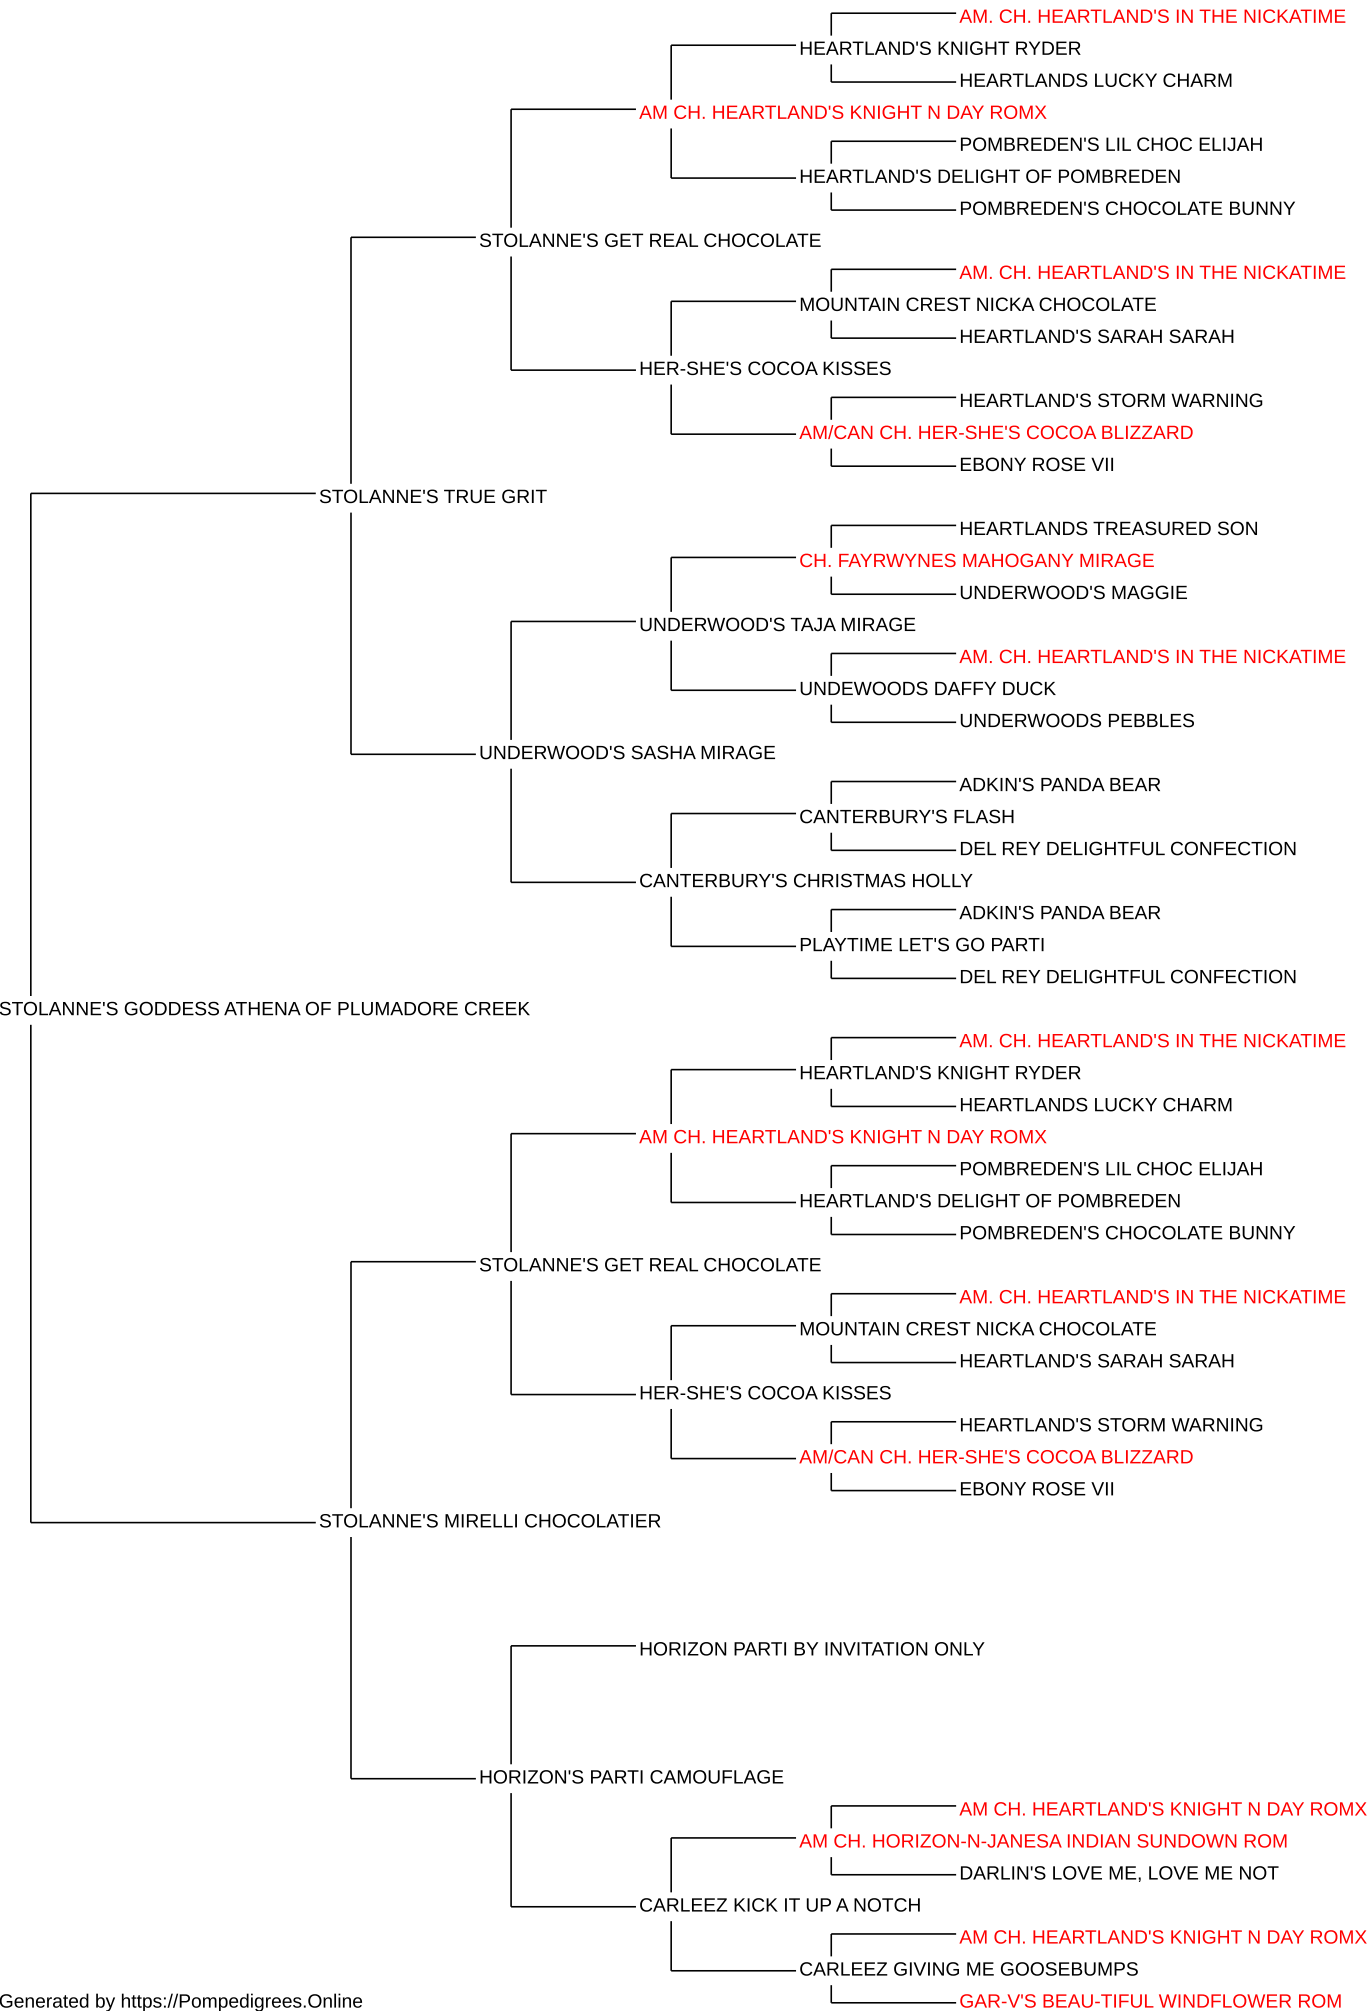 AM. CH. HEARTLAND'S IN THE NICKATIME
HEARTLAND'S KNIGHT RYDER
HEARTLANDS LUCKY CHARM
AM CH. HEARTLAND'S KNIGHT N DAY ROMX
POMBREDEN'S LIL CHOC ELIJAH
HEARTLAND'S DELIGHT OF POMBREDEN
POMBREDEN'S CHOCOLATE BUNNY
STOLANNE'S GET REAL CHOCOLATE
AM. CH. HEARTLAND'S IN THE NICKATIME
MOUNTAIN CREST NICKA CHOCOLATE
HEARTLAND'S SARAH SARAH
HER-SHE'S COCOA KISSES
HEARTLAND'S STORM WARNING
AM/CAN CH. HER-SHE'S COCOA BLIZZARD
EBONY ROSE VII
STOLANNE'S TRUE GRIT
HEARTLANDS TREASURED SON
CH. FAYRWYNES MAHOGANY MIRAGE
UNDERWOOD'S MAGGIE
UNDERWOOD'S TAJA MIRAGE
AM. CH. HEARTLAND'S IN THE NICKATIME
UNDEWOODS DAFFY DUCK
UNDERWOODS PEBBLES
UNDERWOOD'S SASHA MIRAGE
ADKIN'S PANDA BEAR
CANTERBURY'S FLASH
DEL REY DELIGHTFUL CONFECTION
CANTERBURY'S CHRISTMAS HOLLY
ADKIN'S PANDA BEAR
PLAYTIME LET'S GO PARTI
DEL REY DELIGHTFUL CONFECTION
STOLANNE'S GODDESS ATHENA OF PLUMADORE CREEK
AM. CH. HEARTLAND'S IN THE NICKATIME
HEARTLAND'S KNIGHT RYDER
HEARTLANDS LUCKY CHARM
AM CH. HEARTLAND'S KNIGHT N DAY ROMX
POMBREDEN'S LIL CHOC ELIJAH
HEARTLAND'S DELIGHT OF POMBREDEN
POMBREDEN'S CHOCOLATE BUNNY
STOLANNE'S GET REAL CHOCOLATE
AM. CH. HEARTLAND'S IN THE NICKATIME
MOUNTAIN CREST NICKA CHOCOLATE
HEARTLAND'S SARAH SARAH
HER-SHE'S COCOA KISSES
HEARTLAND'S STORM WARNING
AM/CAN CH. HER-SHE'S COCOA BLIZZARD
EBONY ROSE VII
STOLANNE'S MIRELLI CHOCOLATIER
HORIZON PARTI BY INVITATION ONLY
HORIZON'S PARTI CAMOUFLAGE
AM CH. HEARTLAND'S KNIGHT N DAY ROMX
AM CH. HORIZON-N-JANESA INDIAN SUNDOWN ROM
DARLIN'S LOVE ME, LOVE ME NOT
CARLEEZ KICK IT UP A NOTCH
AM CH. HEARTLAND'S KNIGHT N DAY ROMX
CARLEEZ GIVING ME GOOSEBUMPS
GAR-V'S BEAU-TIFUL WINDFLOWER ROM
Generated by https://Pompedigrees.Online